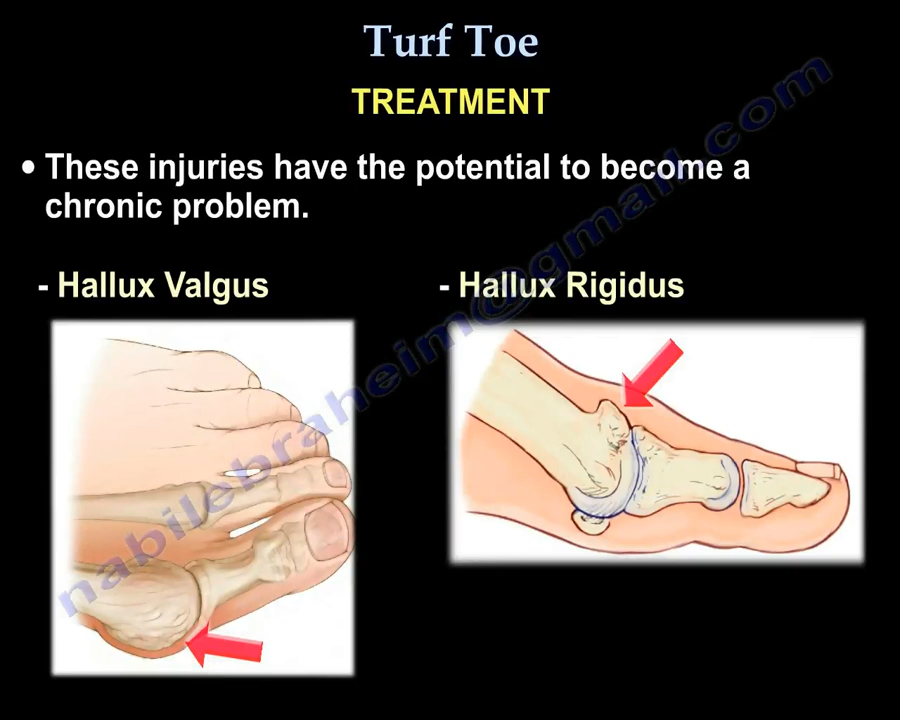 Turf Toe
TREATMENT
• These injuries have the potential to become a
chronic problem.
- Hallux Valgus
- Hallux Rigidus
nabilebraheim@gmail.com